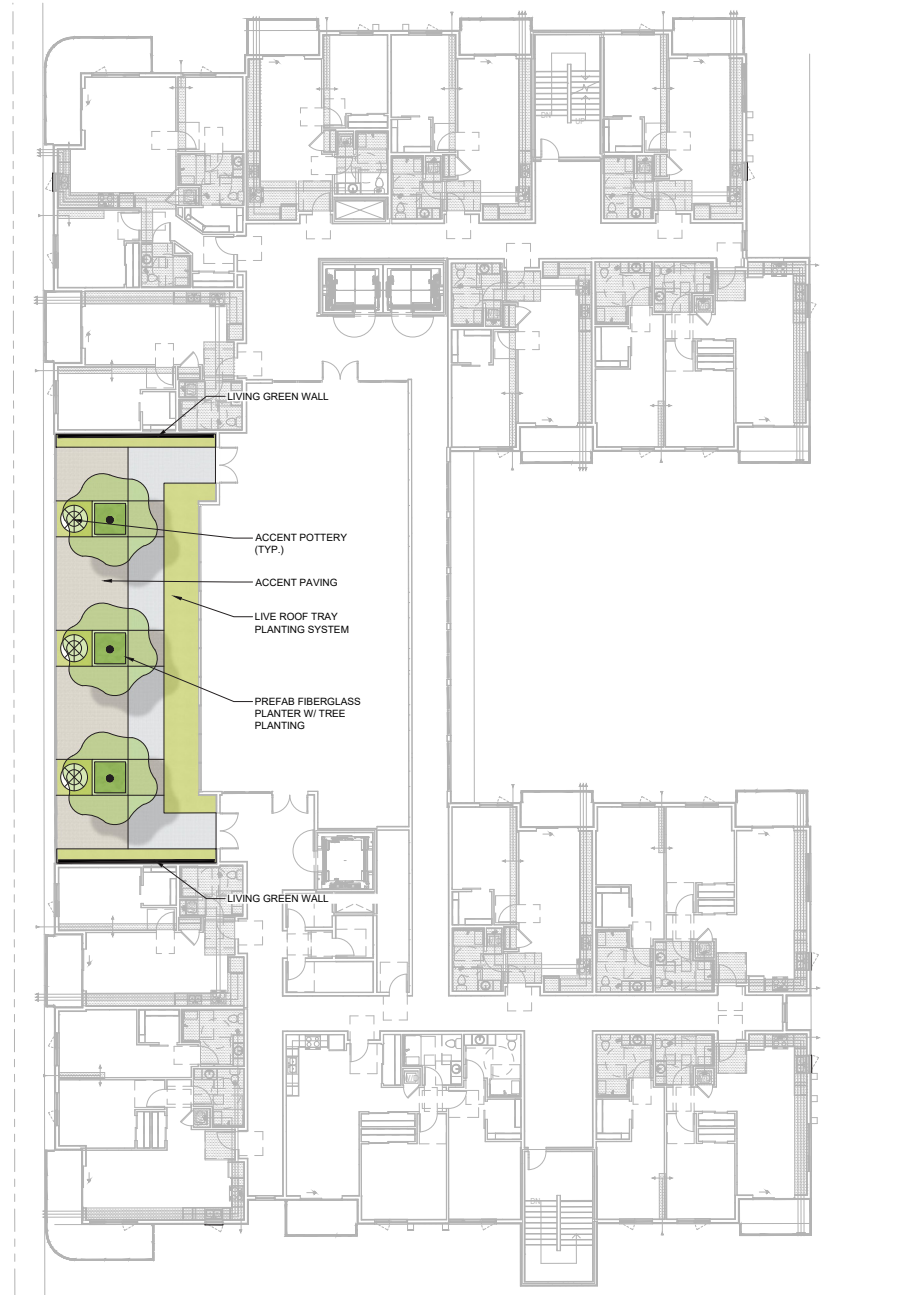 LIVING GREEN WALL
ACCENT POTTERY
(TYP.)
ACCENT PAVING
LIVE ROOF TRAY
PLANTING SYSTEM
PREFAB FIBERGLASS
PLANTER W/ TREE
PLANTING
LIVING GREEN WALL